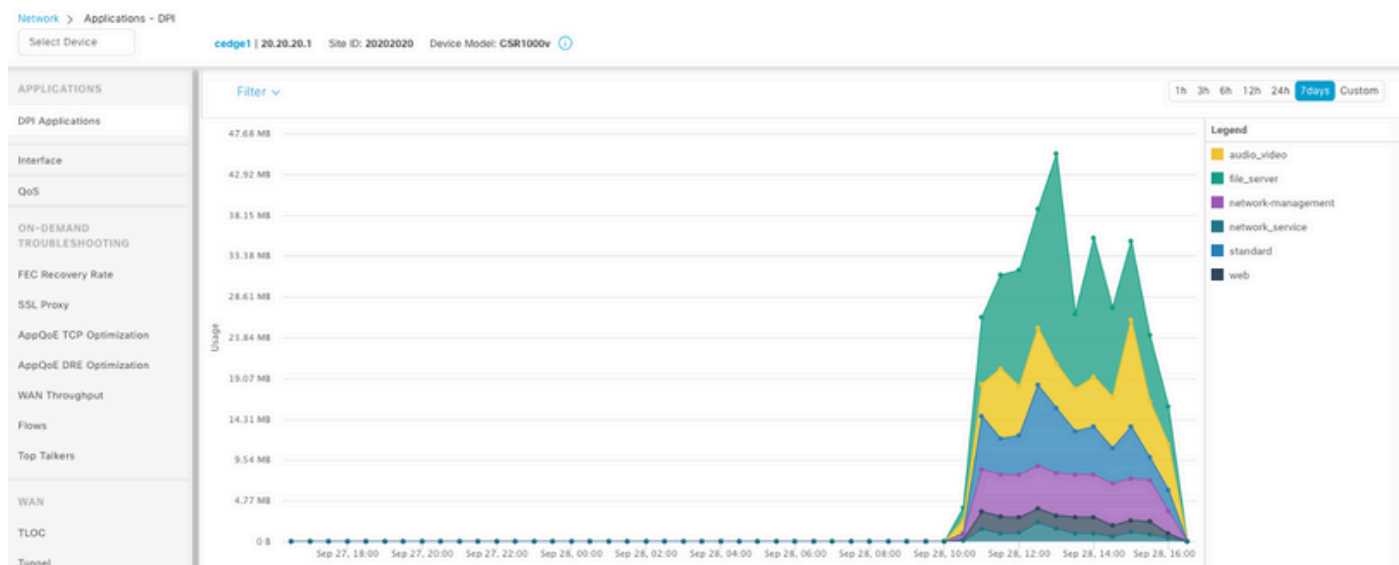 Network > Applications - DPI
Select Device
cedge1 | 20.20.20.1 Site ID: 20202020 Device Model: CSR1000v
APPLICATIONS
DPI Applications
Interface
QoS
ON-DEMAND
TROUBLESHOOTING
FEC Recovery Rate
SSL Proxy
AppQoE TCP Optimization
AppQoE DRE Optimization
WAN Throughput
Flows
Top Talkers
WAN
TLOC
Tunnel
Filter
1h 3h 6h 12h 24h 7days Custom
Usage
47.68 MB
42.92 MB
38.15 MB
33.38 MB
28.61 MB
23.84 MB
19.07 MB
14.31 MB
9.54 MB
4.77 MB
0 B
Sep 27, 18:00 Sep 27, 20:00 Sep 27, 22:00 Sep 28, 00:00 Sep 28, 02:00 Sep 28, 04:00 Sep 28, 06:00 Sep 28, 08:00 Sep 28, 10:00 Sep 28, 12:00 Sep 28, 14:00 Sep 28, 16:00
Legend
audio_video
file_server
network-management
network_service
standard
web